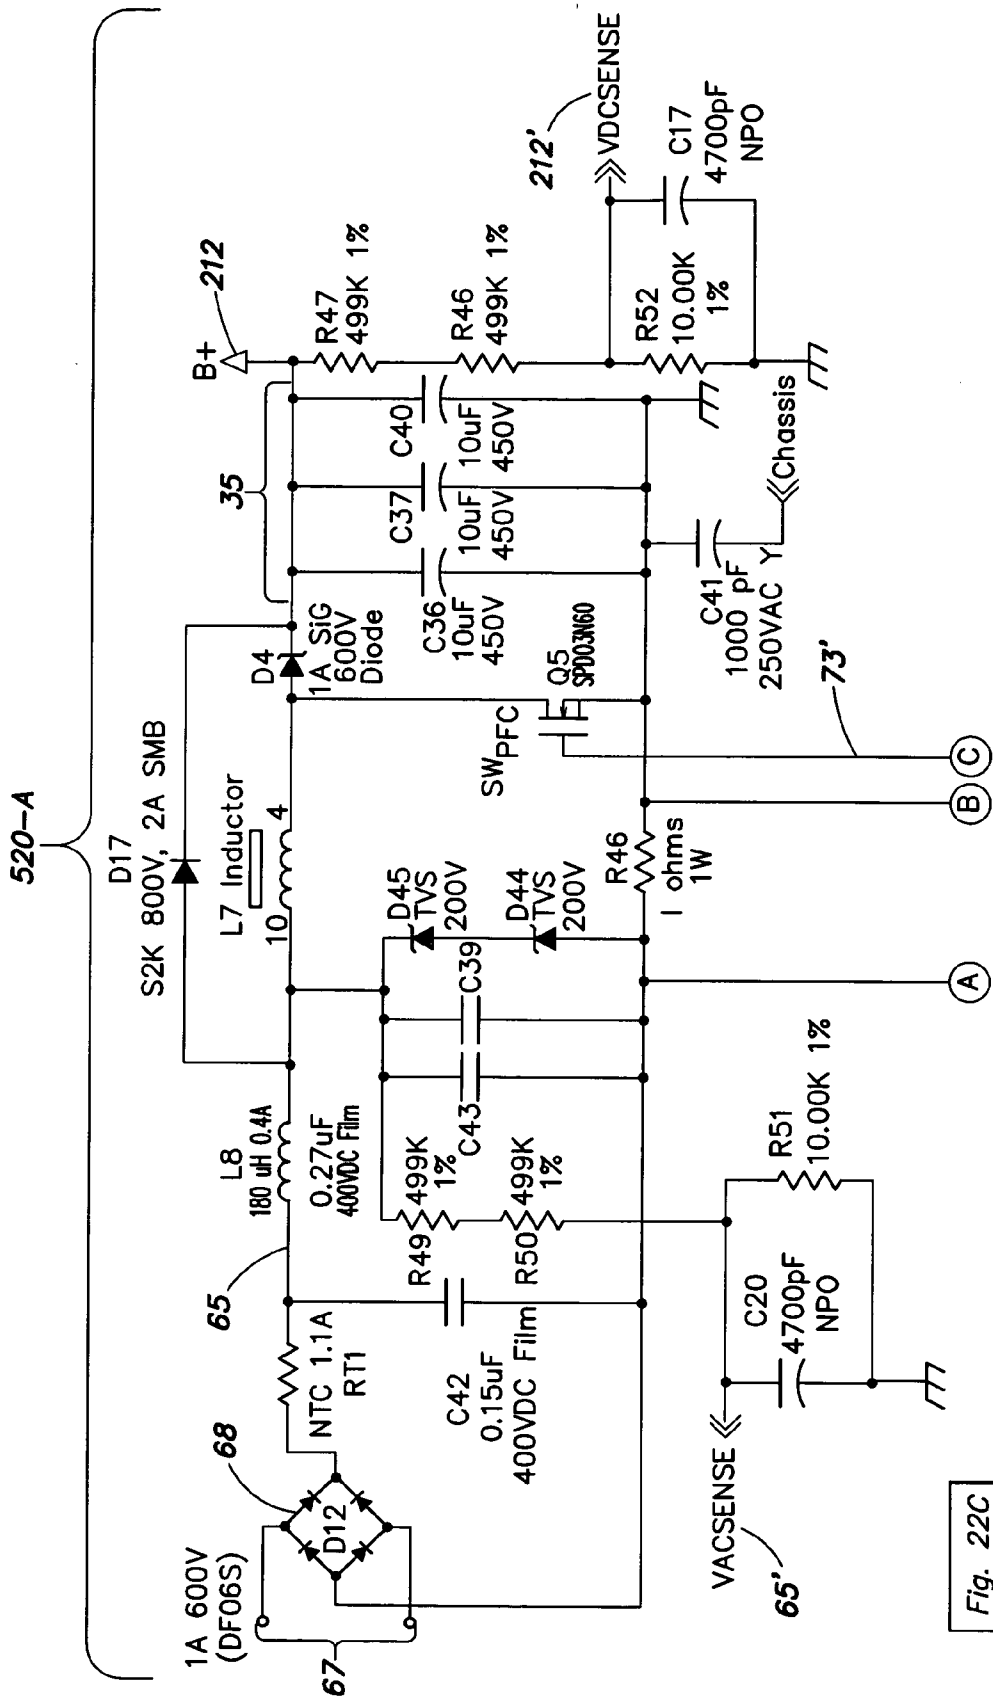 520-A
D17
S2K 800V, 2A SMB
1A 600V
(DF06S)
67
68
D12
NTC 1.1A
RT1
65
L8
180 uH 0.4A
L7 Inductor
10
4
D4
1A SiG
600V
Diode
35
B+
212
R47
499K 1%
R46
499K 1%
212'
VDCSENSE
R52
10.00K
1%
C17
4700pF
NPO
C42
0.15uF
400VDC Film
0.27uF
400VDC Film
R49
499K
1%
R50
499K
1%
C43
C39
D45
TVS
200V
D44
TVS
200V
SWPFC
Q5
SPD03N60
C36
10uF
450V
C37
10uF
450V
C40
10uF
450V
R46
1 ohms
1W
C41
1000 pF
250VAC Y
Chassis
73'
VACSENSE
65'
C20
4700pF
NPO
R51
10.00K 1%
A
B
C
Fig. 22C